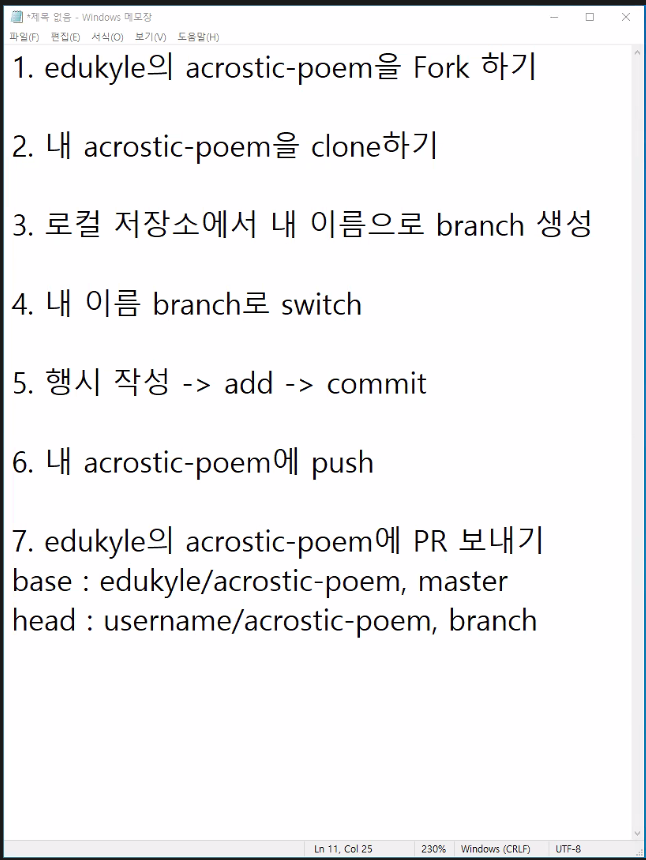 *제목 없음 - Windows 메모장
파일(F) 편집(E) 서식(O) 보기(V) 도움말(H)
1. edukyle의 acrostic-poem을 Fork 하기
2. 내 acrostic-poem을 clone하기
3. 로컬 저장소에서 내 이름으로 branch 생성
4. 내 이름 branch로 switch
5. 행시 작성 -> add -> commit
6. 내 acrostic-poem에 push
7. edukyle의 acrostic-poem에 PR 보내기
base : edukyle/acrostic-poem, master
head : username/acrostic-poem, branch
Ln 11, Col 25 230% Windows (CRLF) UTF-8